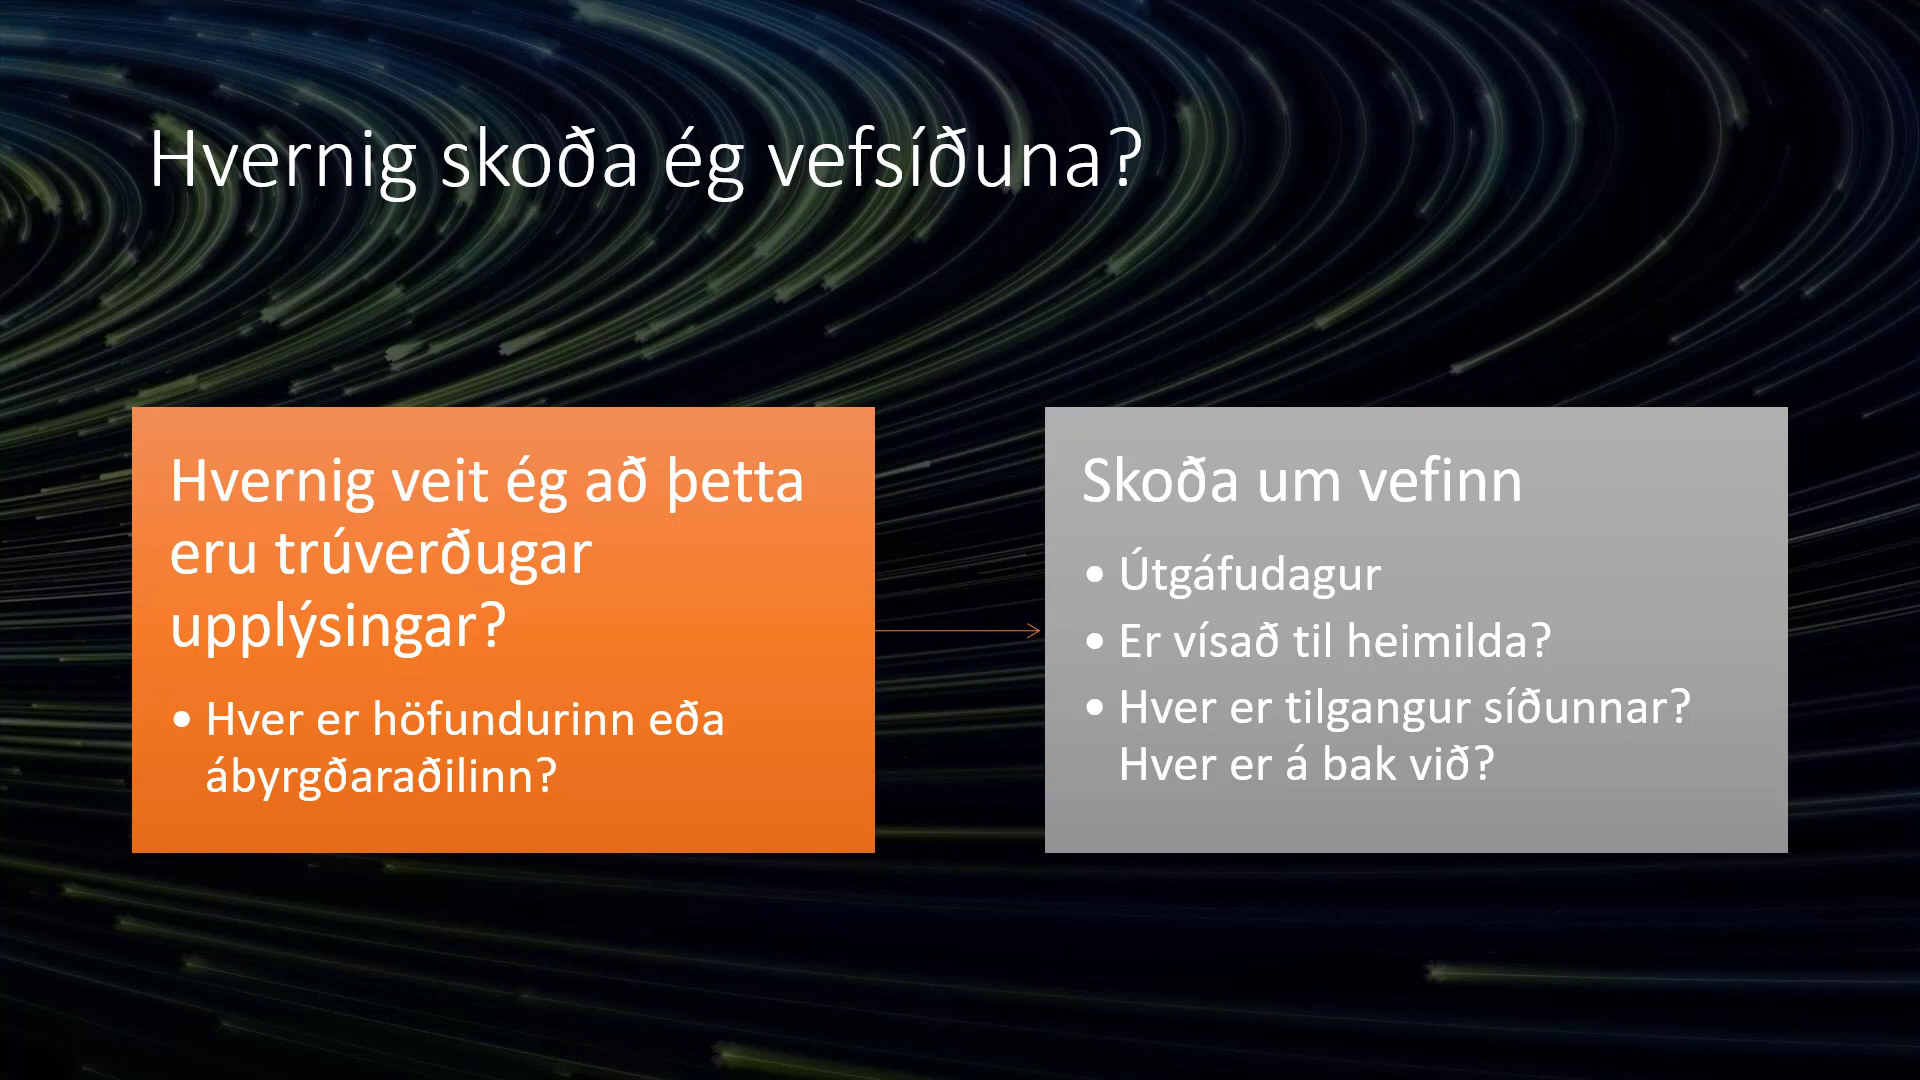 Hvernig skoða ég vefsíðuna?
Hvernig veit ég að þetta
eru trúverðugar
upplýsingar?
• Hver er höfundurinn eða
ábyrgðaraðilinn?
Skoða um vefinn
• Útgáfudagur
• Er vísað til heimilda?
• Hver er tilgangur síðunnar?
Hver er á bak við?